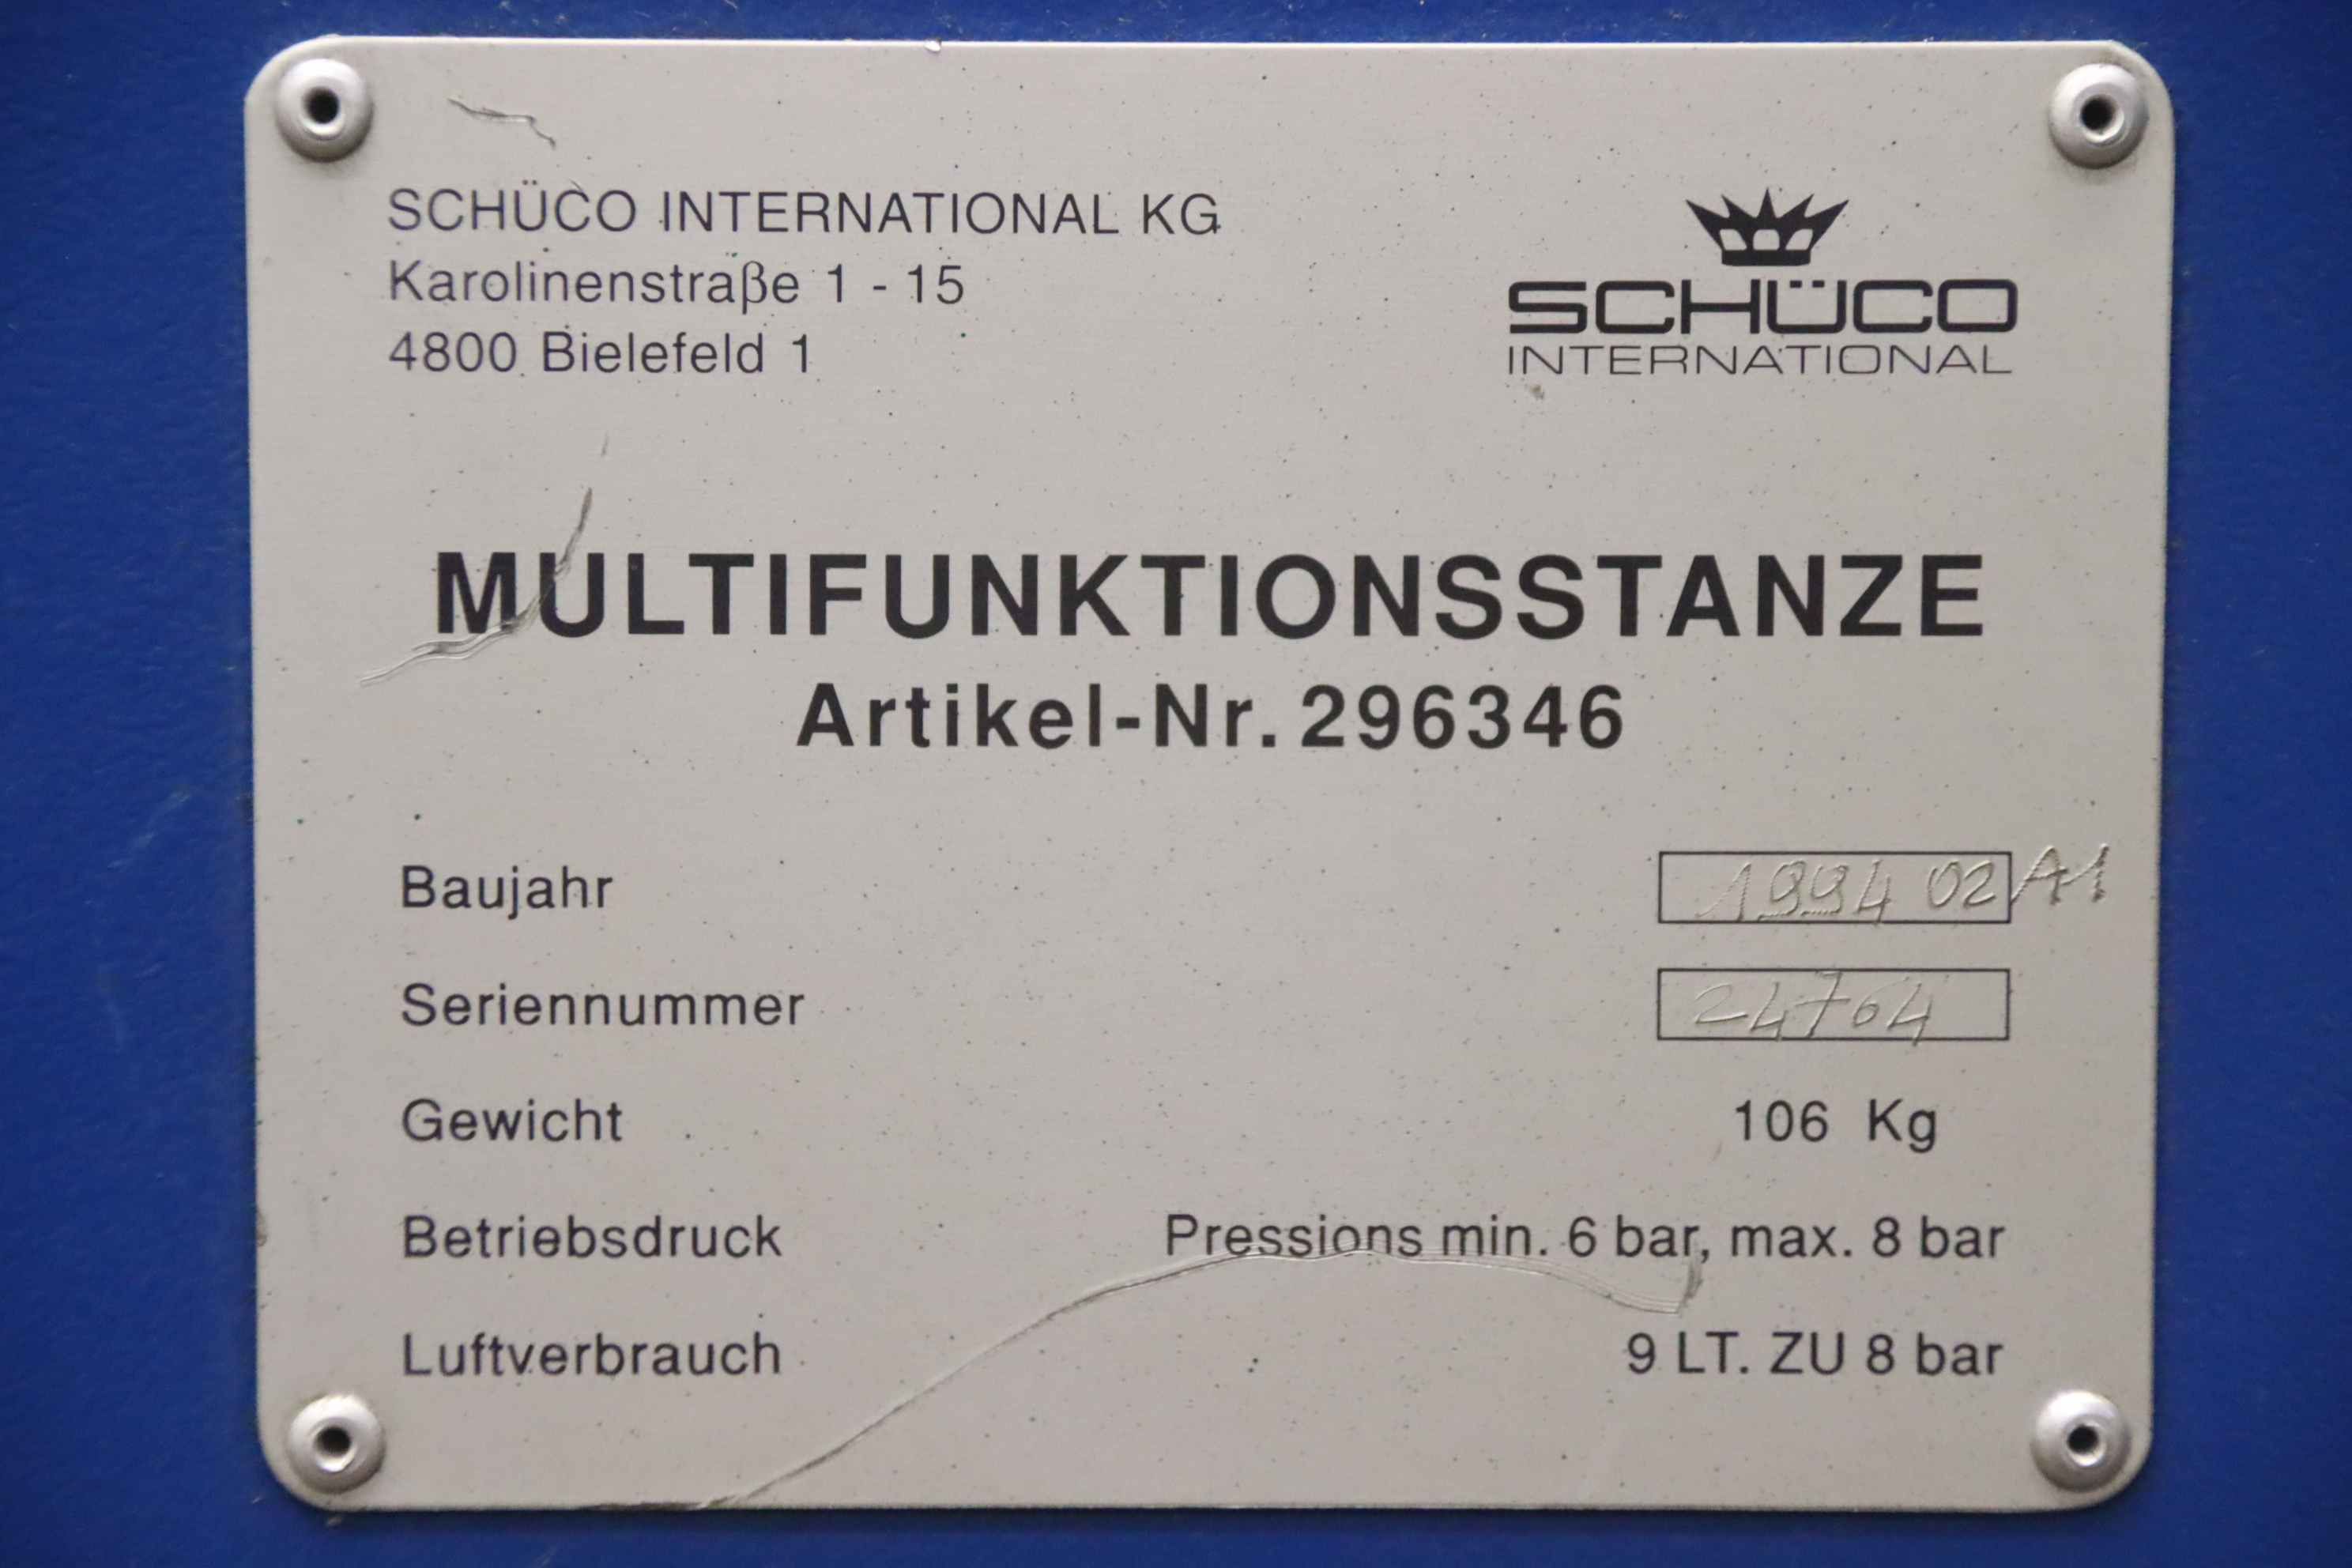 SCHÜCO INTERNATIONAL KG
Karolinenstraße 1 - 15
4800 Bielefeld 1
SCHÜCO
INTERNATIONAL
MULTIFUNKTIONSSTANZE
Artikel-Nr. 296346
Baujahr 1994 02 A1
Seriennummer 24764
Gewicht 106 Kg
Betriebsdruck Pressions min. 6 bar, max. 8 bar
Luftverbrauch 9 LT. ZU 8 bar